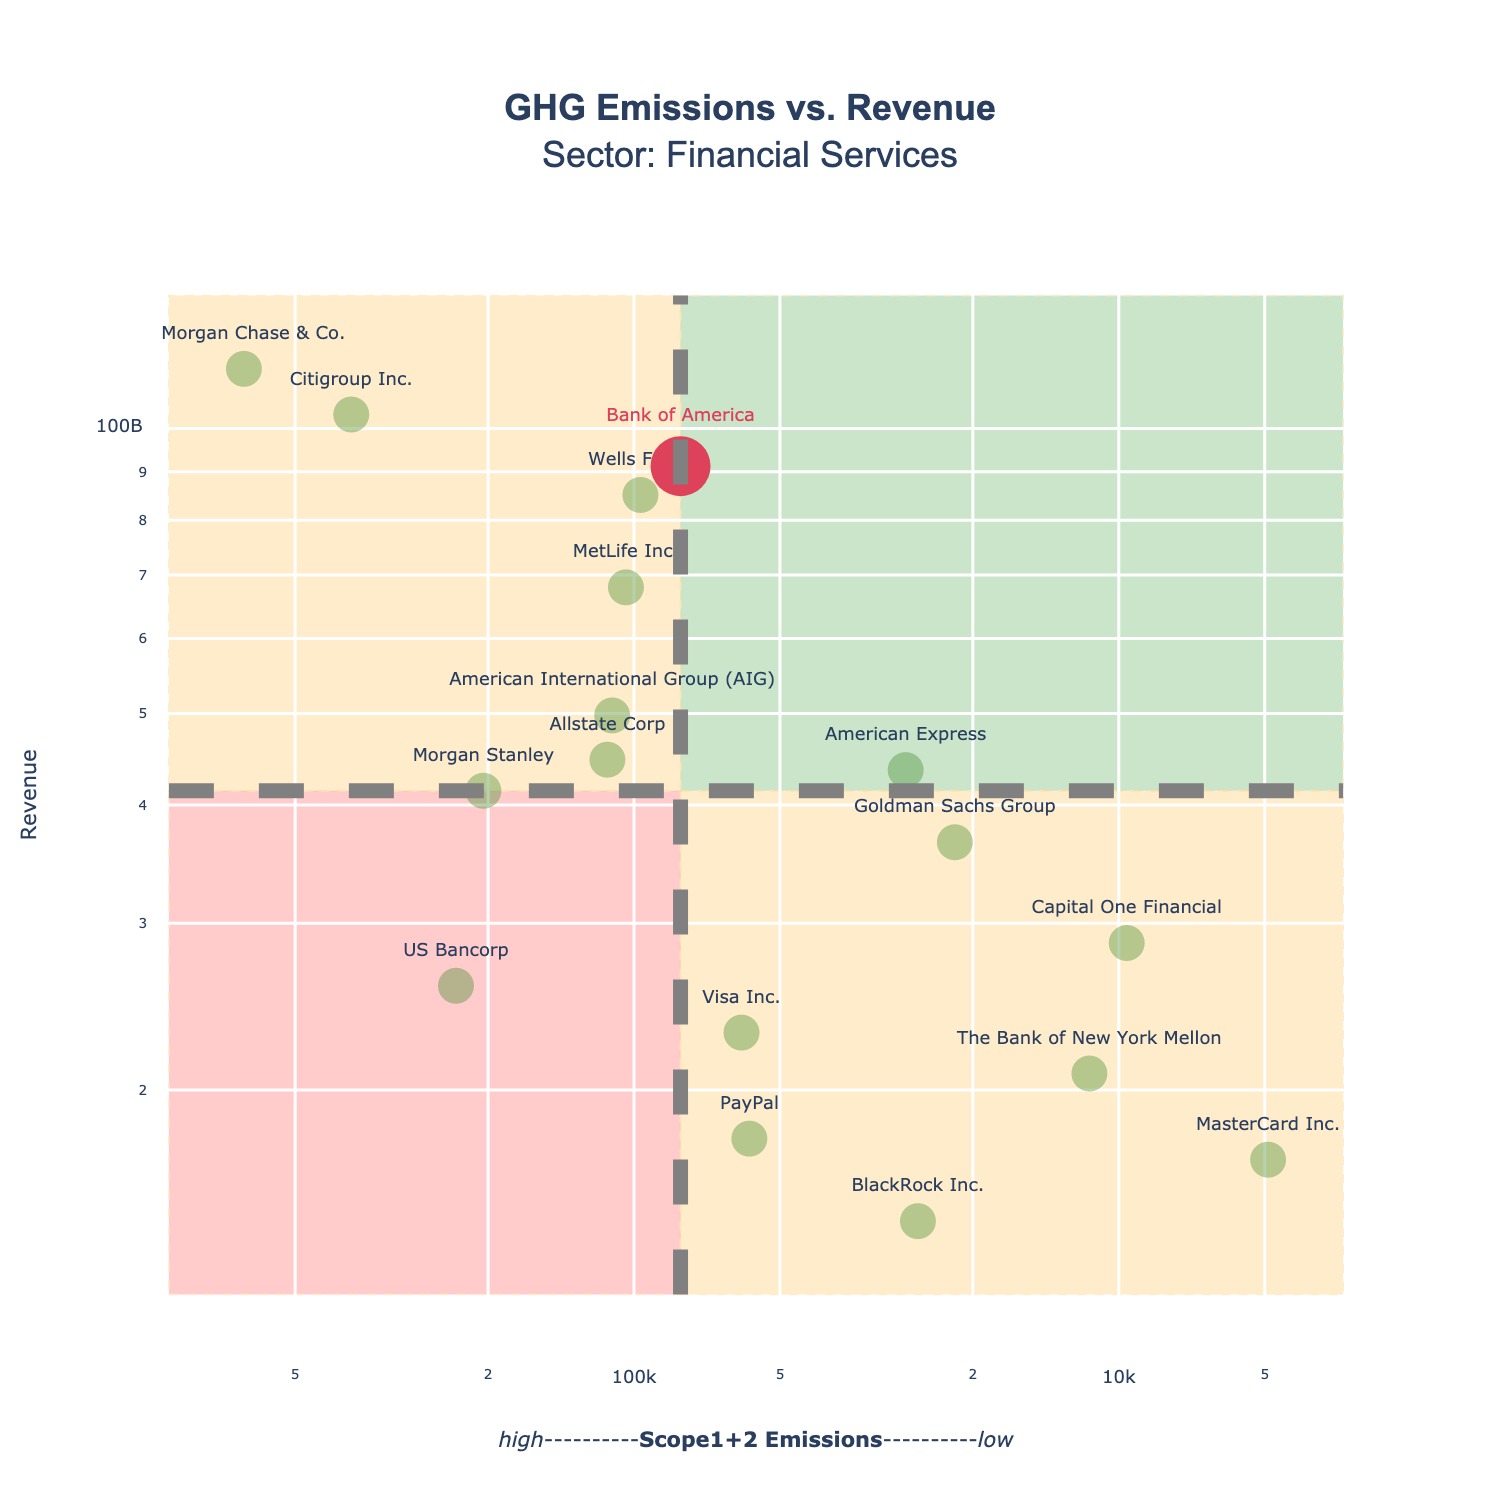 GHG Emissions vs. Revenue
Sector: Financial Services
Morgan Chase & Co.
Citigroup Inc.
Bank of America
100B
Wells F
9
8
MetLife Inc
7
6
American International Group (AIG)
5
Allstate Corp
American Express
Morgan Stanley
4
Goldman Sachs Group
Revenue
Capital One Financial
3
US Bancorp
Visa Inc.
The Bank of New York Mellon
2
PayPal
MasterCard Inc.
BlackRock Inc.
5 2 100k 5 2 10k 5
high----------Scope1+2 Emissions----------low